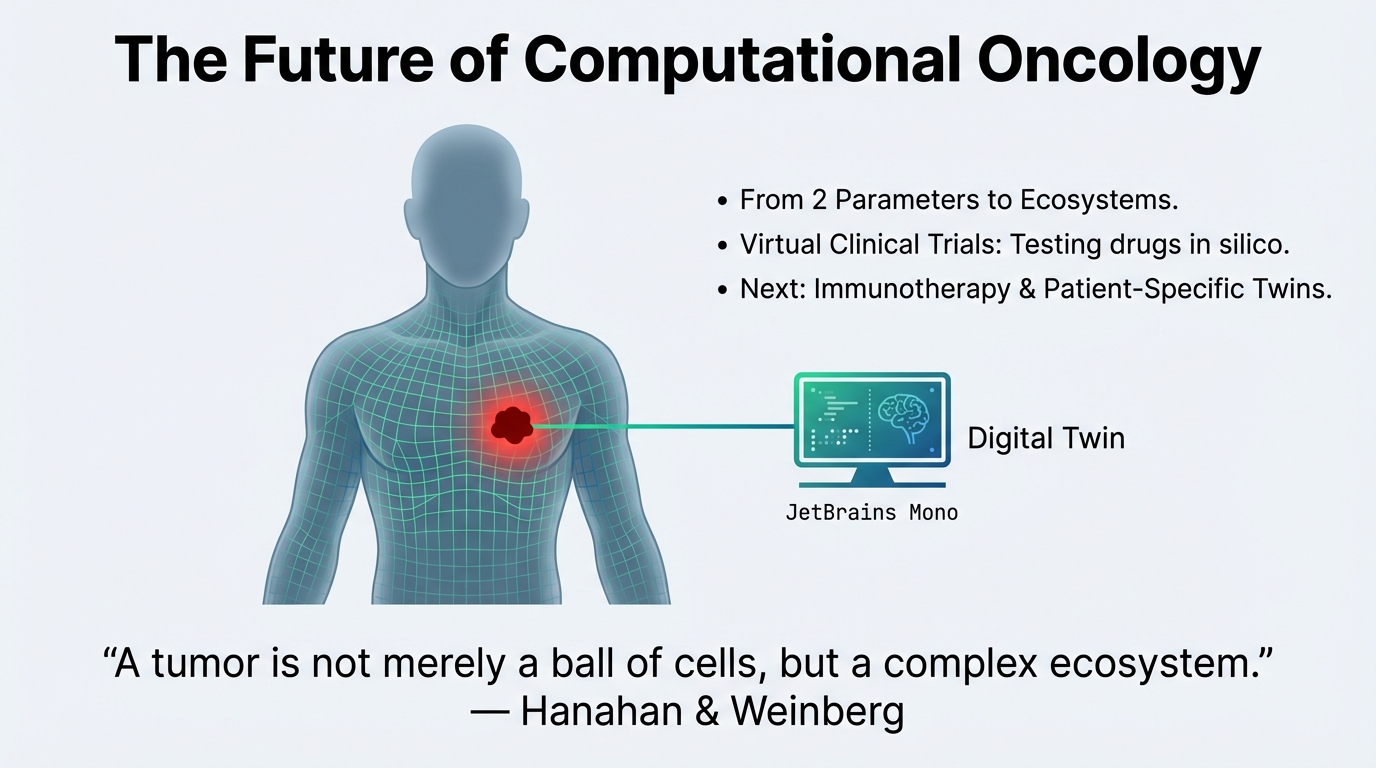 The Future of Computational Oncology
• From 2 Parameters to Ecosystems.
• Virtual Clinical Trials: Testing drugs in silico.
• Next: Immunotherapy & Patient-Specific Twins.
Digital Twin
JetBrains Mono
“A tumor is not merely a ball of cells, but a complex ecosystem.”
— Hanahan & Weinberg